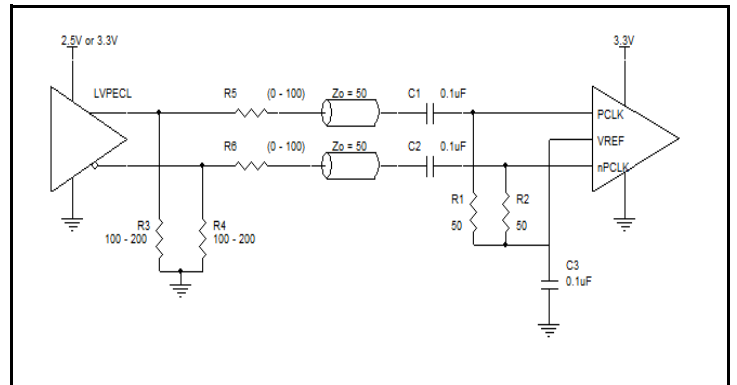 2.5V or 3.3V
3.3V
LVPECL
R5 (0 - 100) Zo = 50 C1 0.1uF
PCLK
VREF
R6 (0 - 100) Zo = 50 C2 0.1uF
nPCLK
R1
50
R2
50
R3
100 - 200
R4
100 - 200
C3
0.1uF